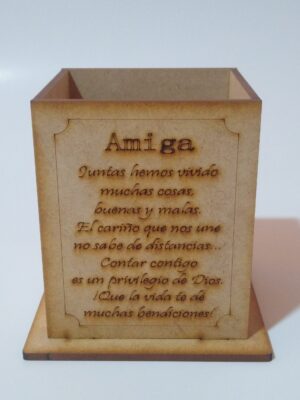 Amiga
Juntas hemos vivido
muchas cosas,
buenas y malas.
El cariño que nos une
no sabe de distancias...
Contar contigo
es un privilegio de Dios.
¡Que la vida te dé
muchas bendiciones!